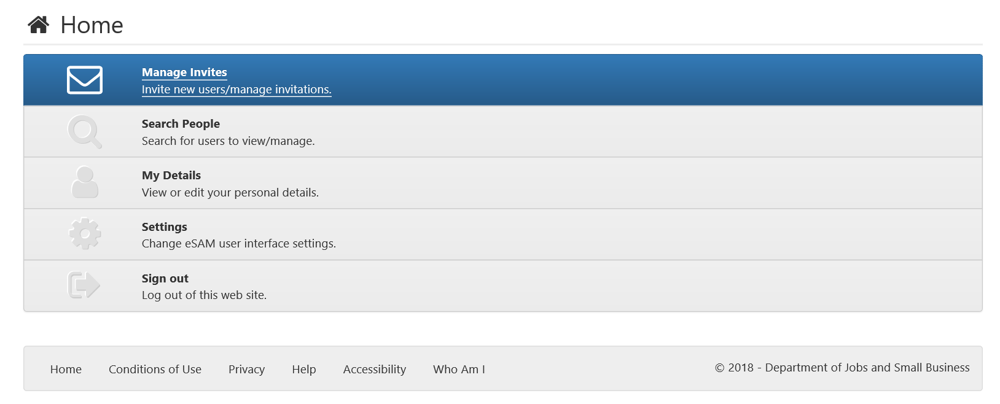 Home
Manage Invites
Invite new users/manage invitations.
Search People
Search for users to view/manage.
My Details
View or edit your personal details.
Settings
Change eSAM user interface settings.
Sign out
Log out of this web site.
Home Conditions of Use Privacy Help Accessibility Who Am I © 2018 - Department of Jobs and Small Business